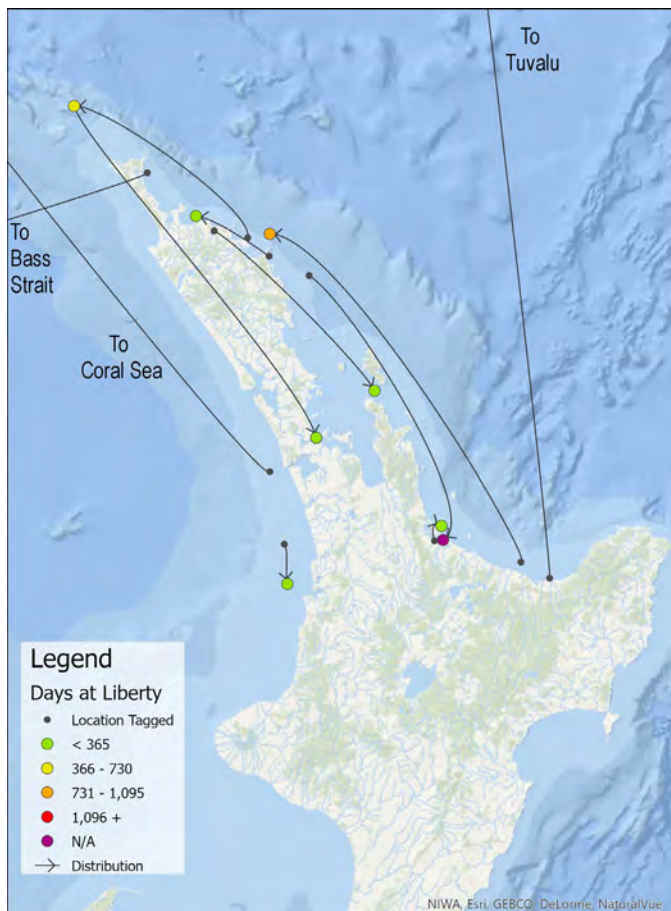 To
Tuvalu
To
Bass
Strait
To
Coral Sea
Legend
Days at Liberty
Location Tagged
< 365
366 - 730
731 - 1,095
1,096 +
N/A
Distribution
NIWA, Esri, GEBCO, DeLorme, NaturalVue